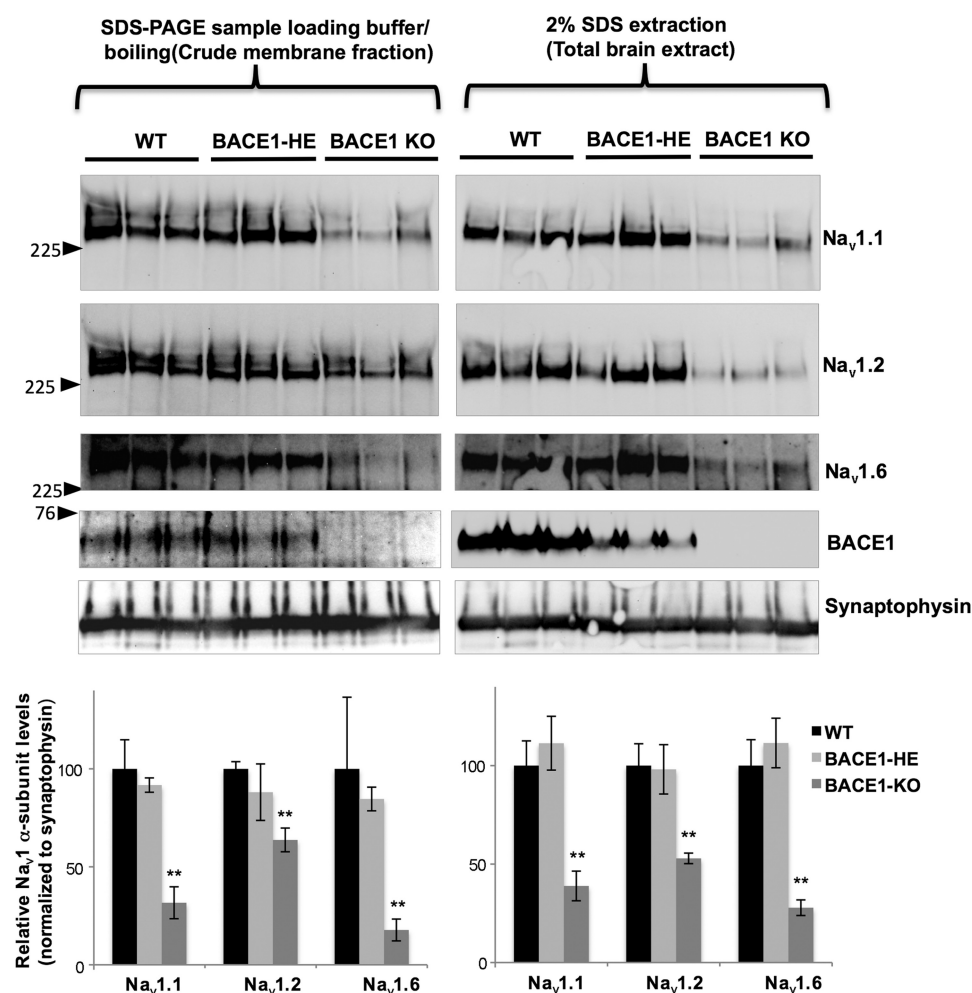 SDS-PAGE sample loading buffer/
boiling(Crude membrane fraction)
2% SDS extraction
(Total brain extract)
WT BACE1-HE BACE1 KO
WT BACE1-HE BACE1 KO
225
Naᵥ1.1
225
Naᵥ1.2
225
Naᵥ1.6
76
BACE1
Synaptophysin
Relative Naᵥ1 α-subunit levels
(normalized to synaptophysin)
100
50
0
**
**
**
Naᵥ1.1 Naᵥ1.2 Naᵥ1.6
100
50
0
**
**
**
Naᵥ1.1 Naᵥ1.2 Naᵥ1.6
WT
BACE1-HE
BACE1-KO